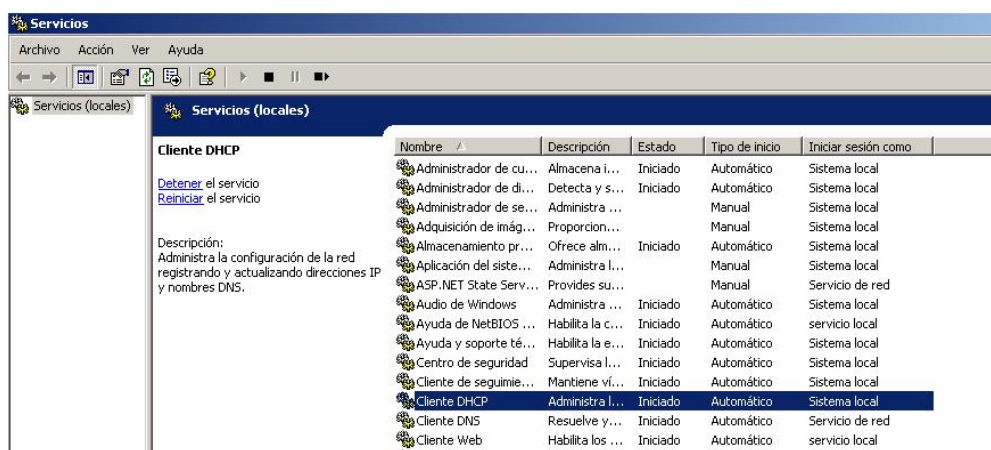 Servicios
Archivo Acción Ver Ayuda
Servicios (locales)
Servicios (locales)
Cliente DHCP
Detener el servicio
Reiniciar el servicio
Descripción:
Administra la configuración de la red
registrando y actualizando direcciones IP
y nombres DNS.
Nombre Descripción Estado Tipo de inicio Iniciar sesión como
Administrador de cu... Almacena i... Iniciado Automático Sistema local
Administrador de di... Detecta y s... Iniciado Automático Sistema local
Administrador de se... Administra ... Manual Sistema local
Adquisición de imág... Proporcion... Manual Sistema local
Almacenamiento pr... Ofrece alm... Iniciado Automático Sistema local
Aplicación del siste... Administra l... Manual Sistema local
ASP.NET State Serv... Provides su... Manual Servicio de red
Audio de Windows Administra ... Iniciado Automático Sistema local
Ayuda de NetBIOS ... Habilita la c... Iniciado Automático servicio local
Ayuda y soporte té... Habilita la e... Iniciado Automático Sistema local
Centro de seguridad Supervisa l... Iniciado Automático Sistema local
Cliente de seguimie... Mantiene ví... Iniciado Automático Sistema local
Cliente DHCP Administra l... Iniciado Automático Sistema local
Cliente DNS Resuelve y... Iniciado Automático Servicio de red
Cliente Web Habilita los ... Iniciado Automático servicio local